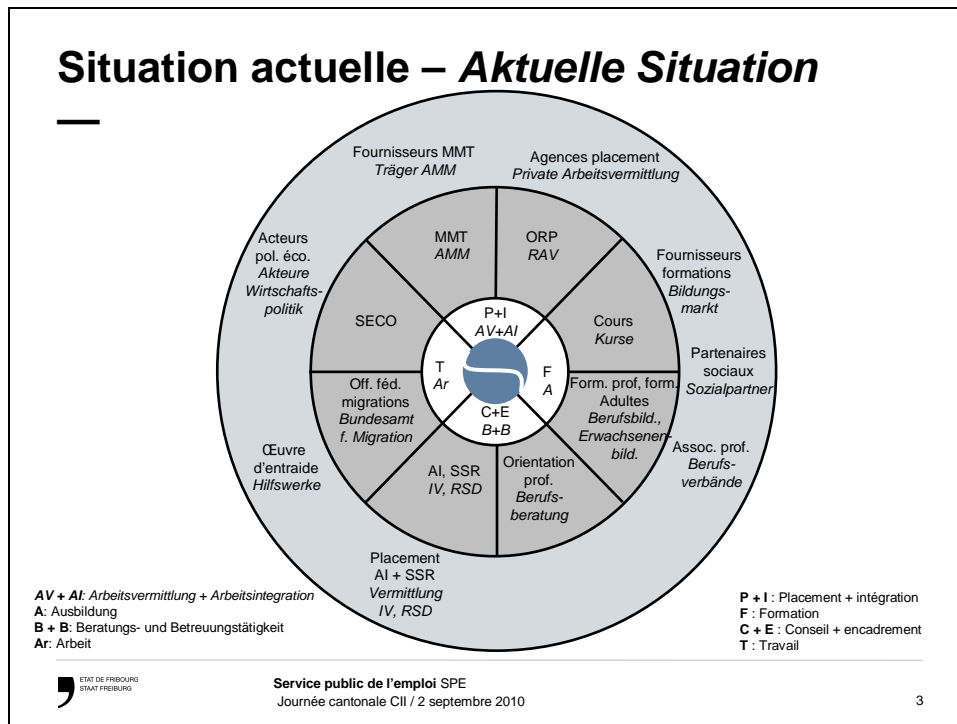 Situation actuelle – Aktuelle Situation
Fournisseurs MMT
Träger AMM
Agences placement
Private Arbeitsvermittlung
Acteurs
pol. éco.
Akteure
Wirtschafts-
politik
MMT
AMM
ORP
RAV
Fournisseurs
formations
Bildungs-
markt
SECO
P+I
AV+AI
Cours
Kurse
T
Ar
F
A
Partenaires
sociaux
Sozialpartner
Off. féd.
migrations
Bundesamt
f. Migration
C+E
B+B
Form. prof, form.
Adultes
Berufsbild.,
Erwachsenen-
bild.
Œuvre
d'entraide
Hilfswerke
AI, SSR
IV, RSD
Orientation
prof.
Berufs-
beratung
Assoc. prof.
Berufs-
verbände
Placement
AI + SSR
Vermittlung
IV, RSD
AV + AI: Arbeitsvermittlung + Arbeitsintegration
A: Ausbildung
B + B: Beratungs- und Betreuungstätigkeit
Ar: Arbeit
P + I : Placement + intégration
F : Formation
C + E : Conseil + encadrement
T : Travail
ETAT DE FRIBOURG
STAAT FREIBURG
Service public de l'emploi SPE
Journée cantonale CII / 2 septembre 2010
3